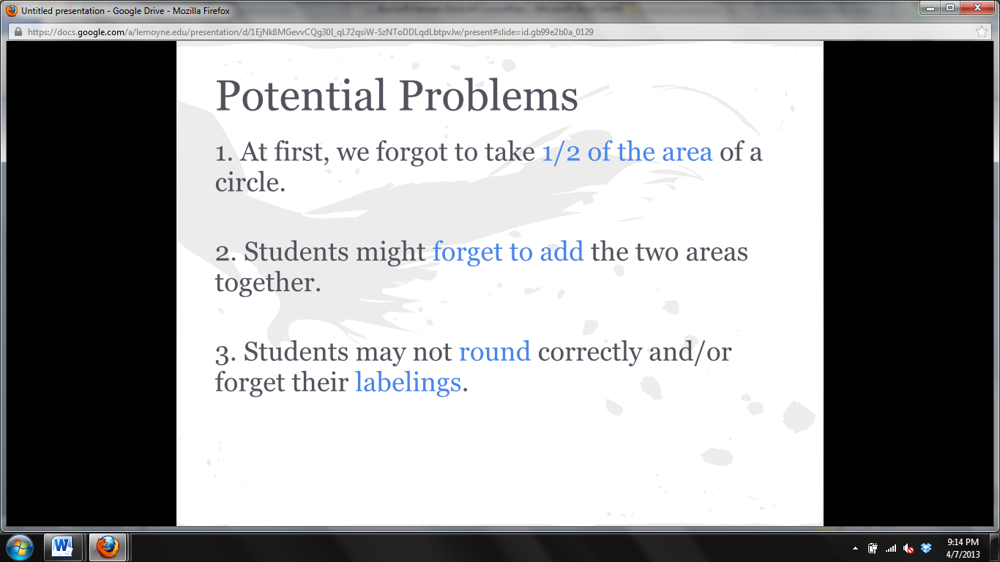 Untitled presentation - Google Drive - Mozilla Firefox
https://docs.google.com/a/lemoyne.edu/presentation/d/1EjNk8MGevvCQg30I_qL72qsiW-SzNToDDLqdLbtpvJw/present#slide=id.gb99e2b0a_0129
Potential Problems
1. At first, we forgot to take 1/2 of the area of a
circle.
2. Students might forget to add the two areas
together.
3. Students may not round correctly and/or
forget their labelings.
9:14 PM
4/7/2013